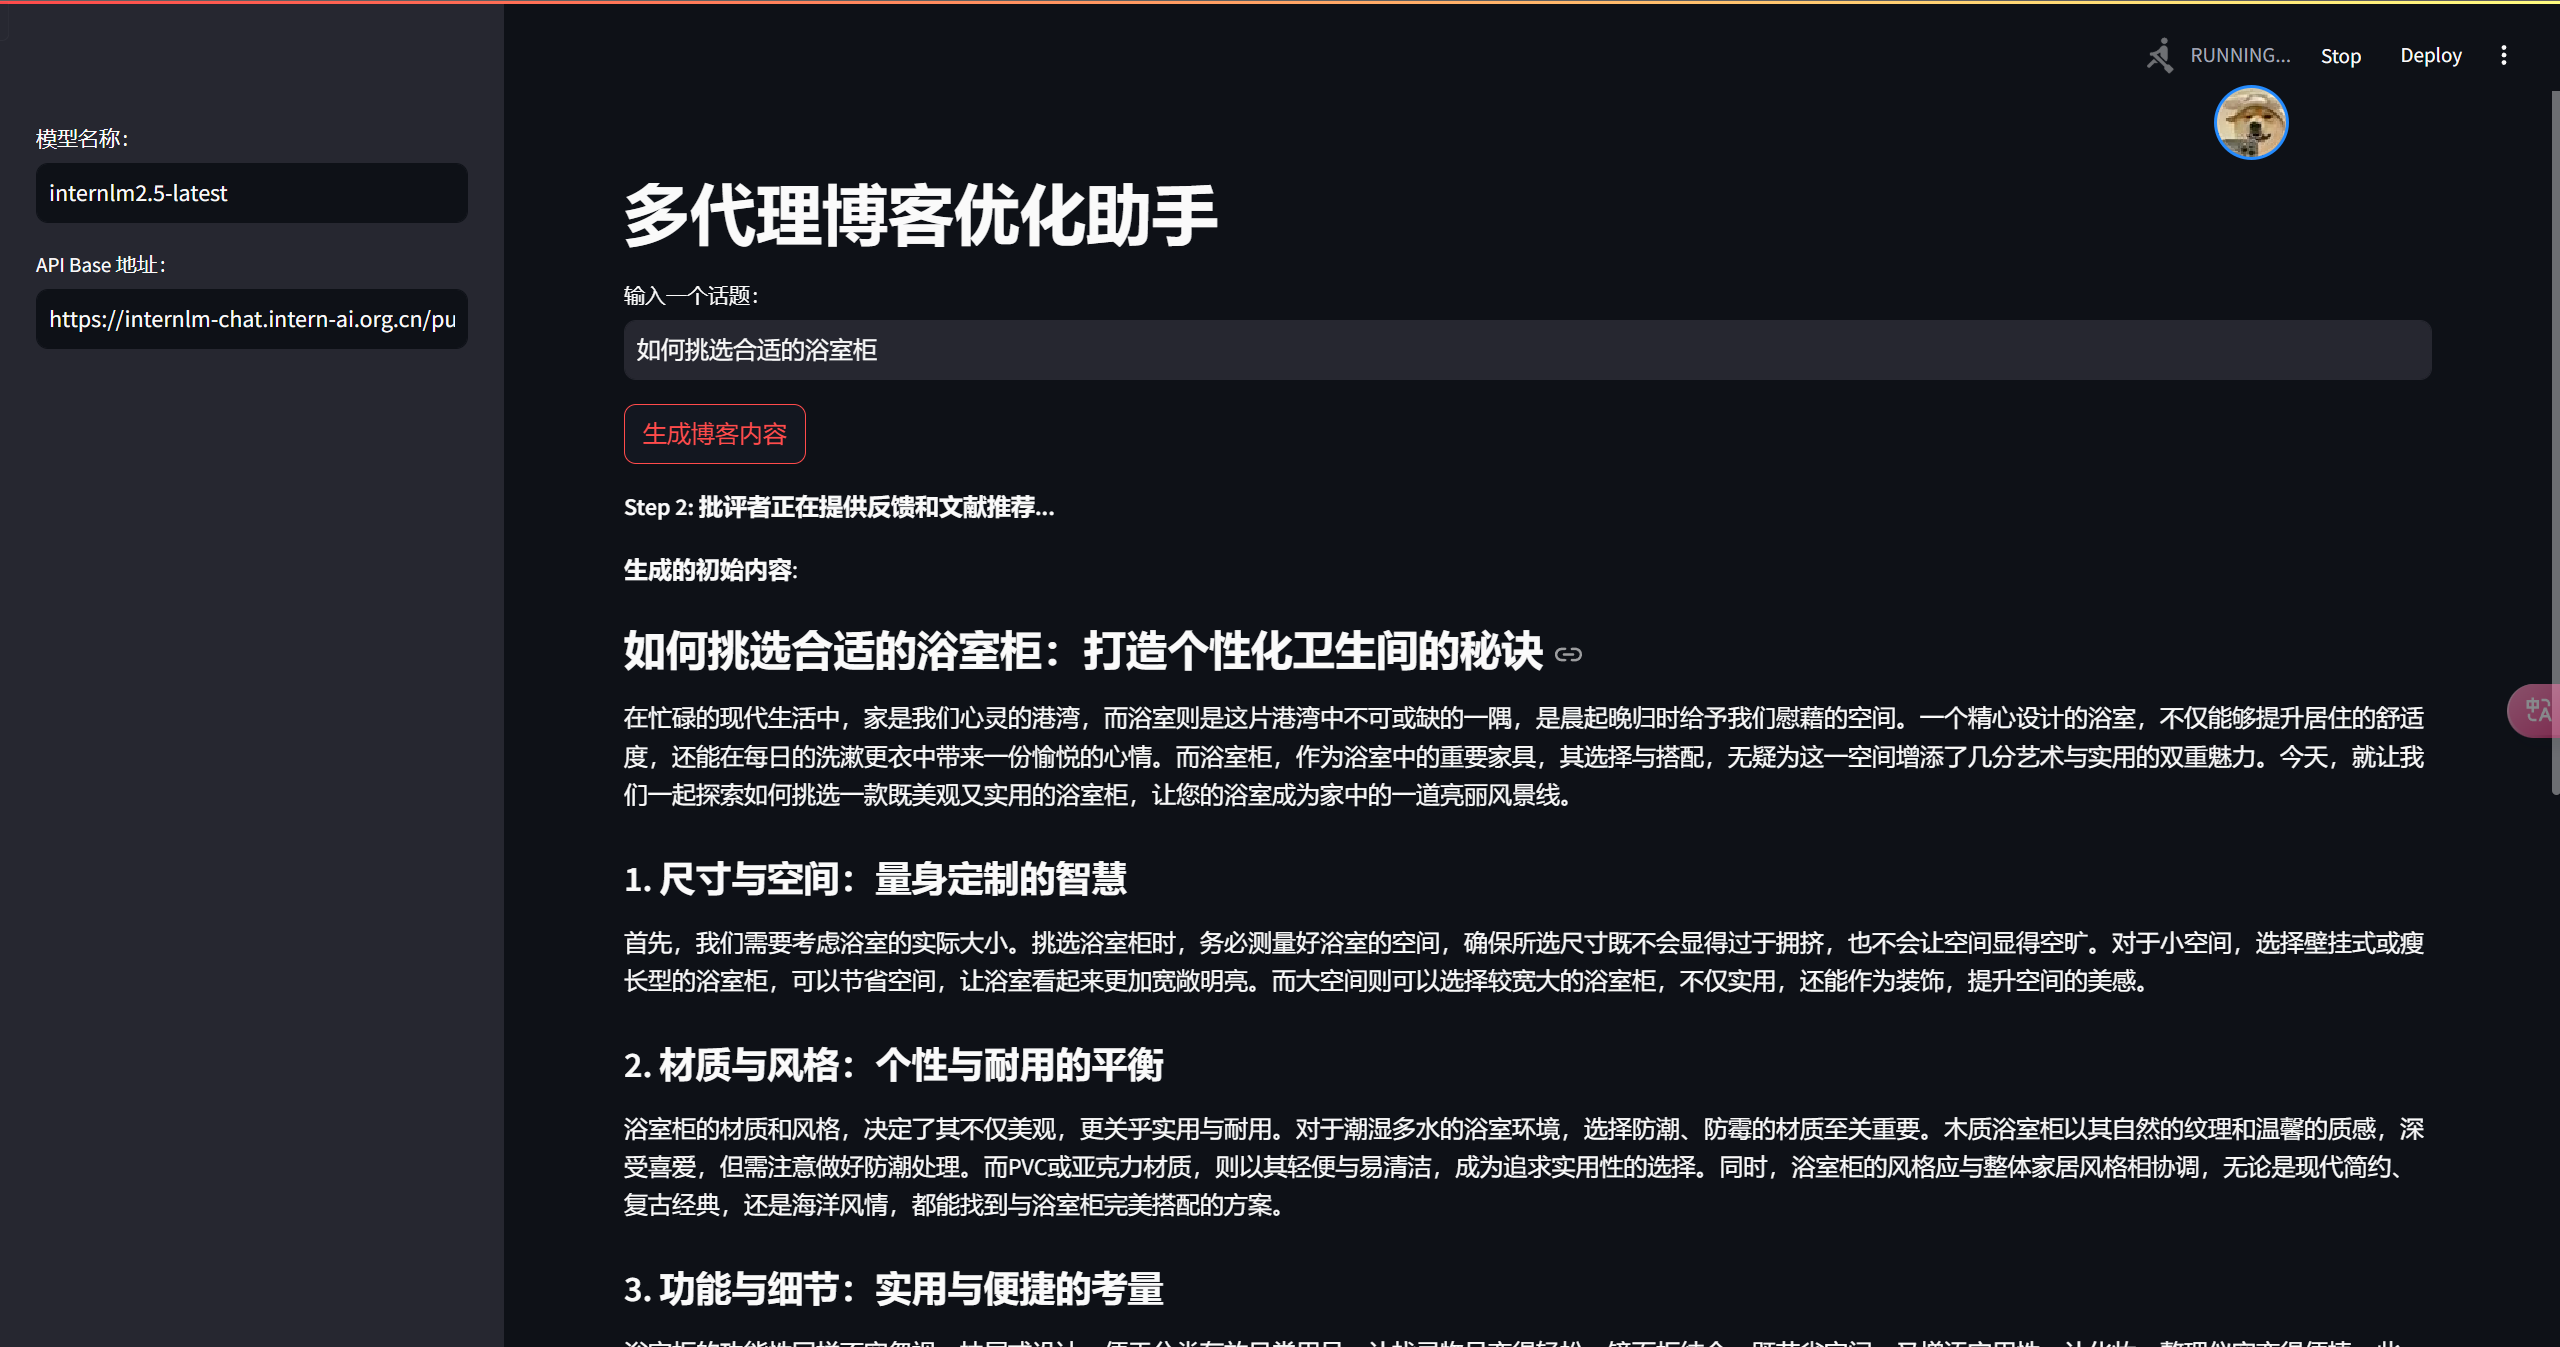 RUNNING...
Stop
Deploy
模型名称：
internlm2.5-latest
API Base 地址：
https://internlm-chat.intern-ai.org.cn/pu
多代理博客优化助手
输入一个话题：
如何挑选合适的浴室柜
生成博客内容
Step 2: 批评者正在提供反馈和文献推荐...
生成的初始内容:
如何挑选合适的浴室柜：打造个性化卫生间的秘诀
在忙碌的现代生活中，家是我们心灵的港湾，而浴室则是这片港湾中不可或缺的一隅，是晨起晚归时给予我们慰藉的空间。一个精心设计的浴室，不仅能够提升居住的舒适
度，还能在每日的洗漱更衣中带来一份愉悦的心情。而浴室柜，作为浴室中的重要家具，其选择与搭配，无疑为这一空间增添了几分艺术与实用的双重魅力。今天，就让我
们一起探索如何挑选一款既美观又实用的浴室柜，让您的浴室成为家中的一道亮丽风景线。
1. 尺寸与空间：量身定制的智慧
首先，我们需要考虑浴室的实际大小。挑选浴室柜时，务必测量好浴室的空间，确保所选尺寸既不会显得过于拥挤，也不会让空间显得空旷。对于小空间，选择壁挂式或瘦
长型的浴室柜，可以节省空间，让浴室看起来更加宽敞明亮。而大空间则可以选择较宽大的浴室柜，不仅实用，还能作为装饰，提升空间的美感。
2. 材质与风格：个性与耐用的平衡
浴室柜的材质和风格，决定了其不仅美观，更关乎实用与耐用。对于潮湿多水的浴室环境，选择防潮、防霉的材质至关重要。木质浴室柜以其自然的纹理和温馨的质感，深
受喜爱，但需注意做好防潮处理。而PVC或亚克力材质，则以其轻便与易清洁，成为追求实用性的选择。同时，浴室柜的风格应与整体家居风格相协调，无论是现代简约、
复古经典，还是海洋风情，都能找到与浴室柜完美搭配的方案。
3. 功能与细节：实用与便捷的考量